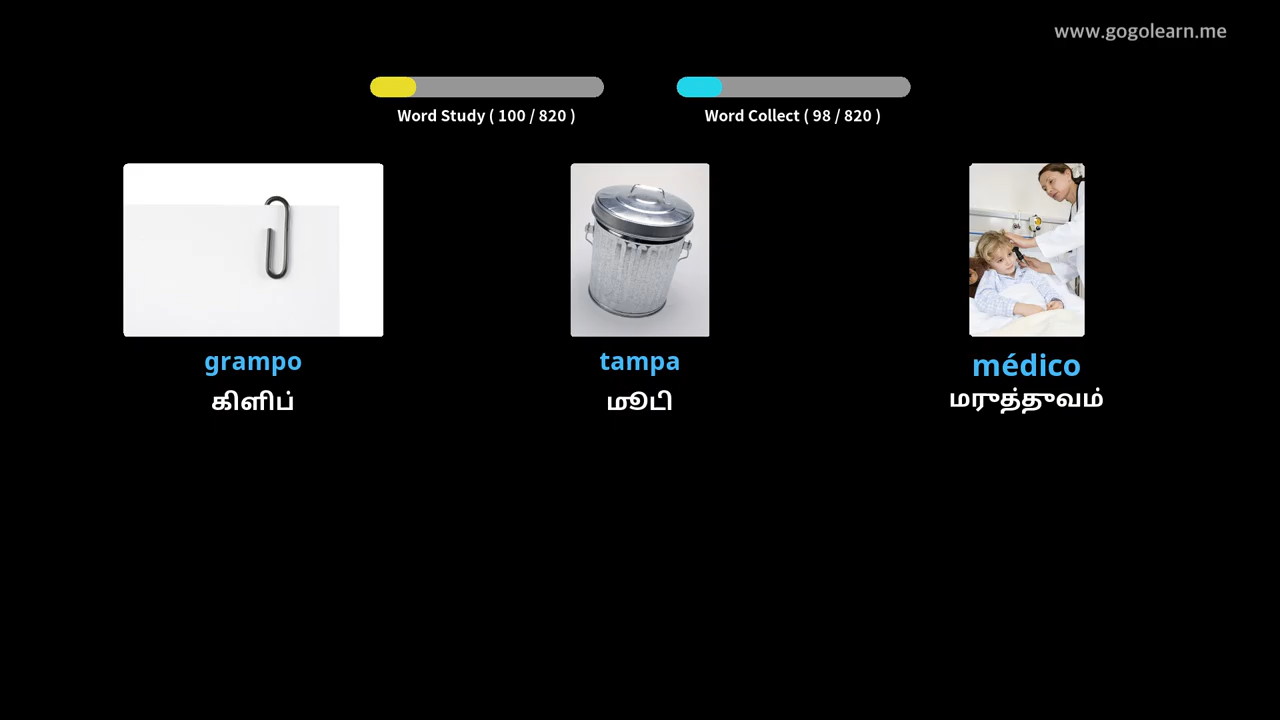 www.gogolearn.me
Word Study ( 100 / 820 )
Word Collect ( 98 / 820 )
grampo
tampa
médico
கிளிப்
மூபி
மருத்துவம்